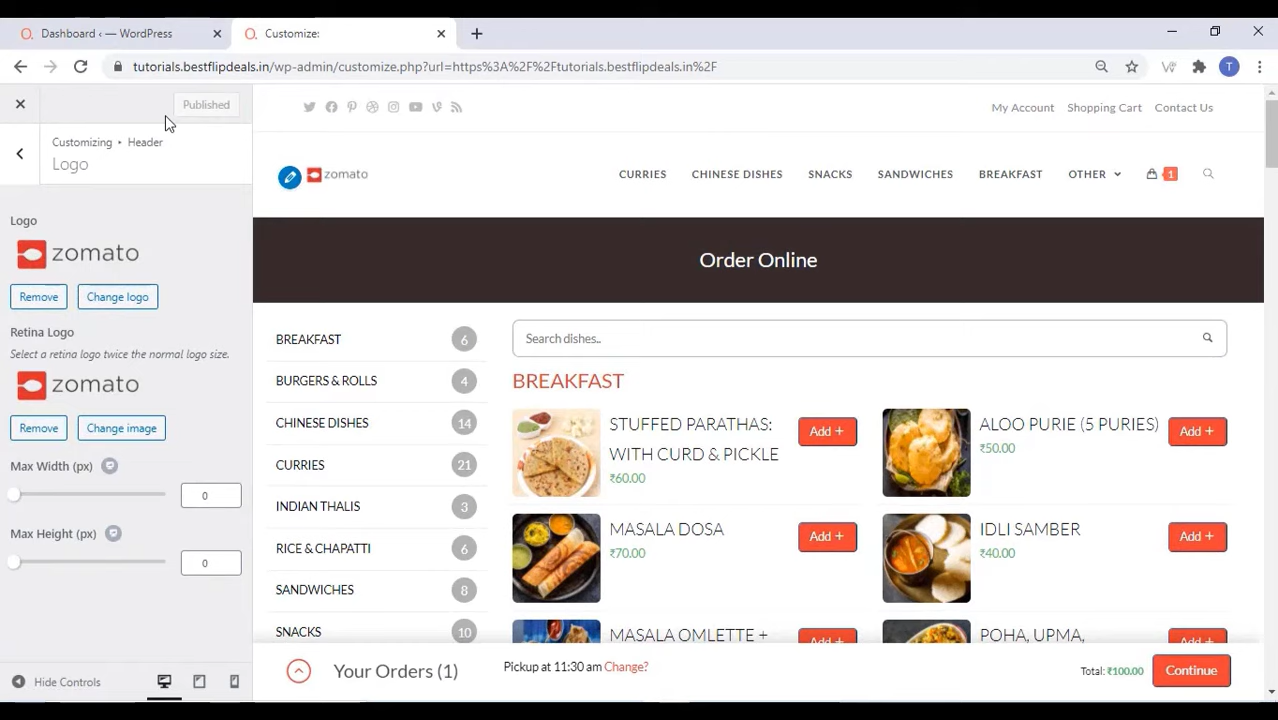 Dashboard ‹ — WordPress
Customize:
tutorials.bestflipdeals.in/wp-admin/customize.php?url=https%3A%2F%2Ftutorials.bestflipdeals.in%2F
T
Published
Customizing ▸ Header
Logo
Logo
zomato
Remove
Change logo
Retina Logo
Select a retina logo twice the normal logo size.
zomato
Remove
Change image
Max Width (px)
0
Max Height (px)
0
Hide Controls
My Account
Shopping Cart
Contact Us
zomato
CURRIES
CHINESE DISHES
SNACKS
SANDWICHES
BREAKFAST
OTHER
1
Order Online
BREAKFAST 6
BURGERS & ROLLS 4
CHINESE DISHES 14
CURRIES 21
INDIAN THALIS 3
RICE & CHAPATTI 6
SANDWICHES 8
SNACKS 10
Search dishes..
BREAKFAST
STUFFED PARATHAS:
WITH CURD & PICKLE
₹60.00
Add +
ALOO PURIE (5 PURIES)
₹50.00
Add +
MASALA DOSA
₹70.00
Add +
IDLI SAMBER
₹40.00
Add +
MASALA OMLETTE +
Add +
POHA, UPMA,
Add +
Your Orders (1)
Pickup at 11:30 am Change?
Total: ₹100.00
Continue